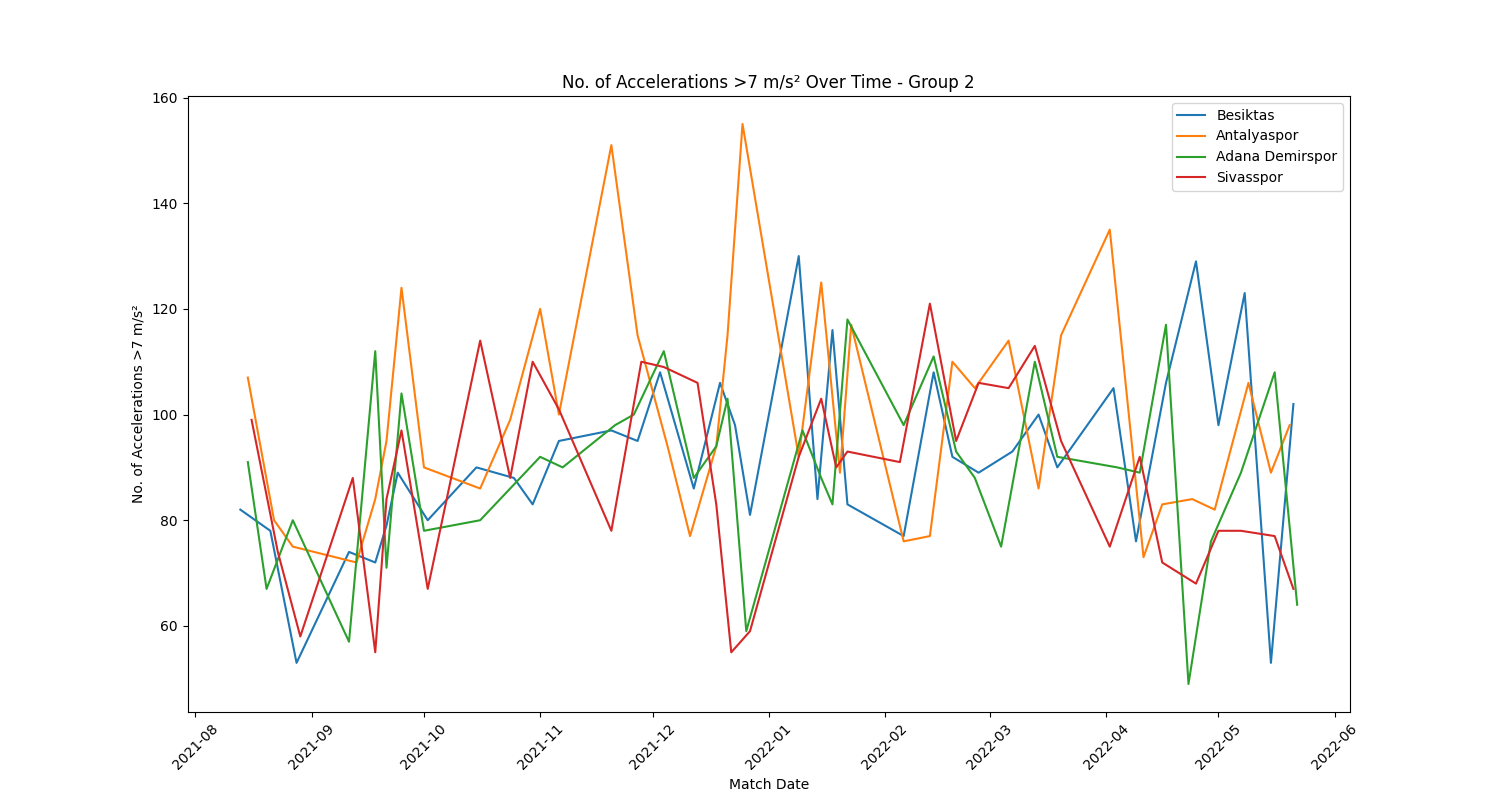 No. of Accelerations >7 m/s² Over Time - Group 2
Besiktas
Antalyaspor
Adana Demirspor
Sivasspor
No. of Accelerations >7 m/s²
160
140
120
100
80
60
2021-08
2021-09
2021-10
2021-11
2021-12
2022-01
2022-02
2022-03
2022-04
2022-05
2022-06
Match Date